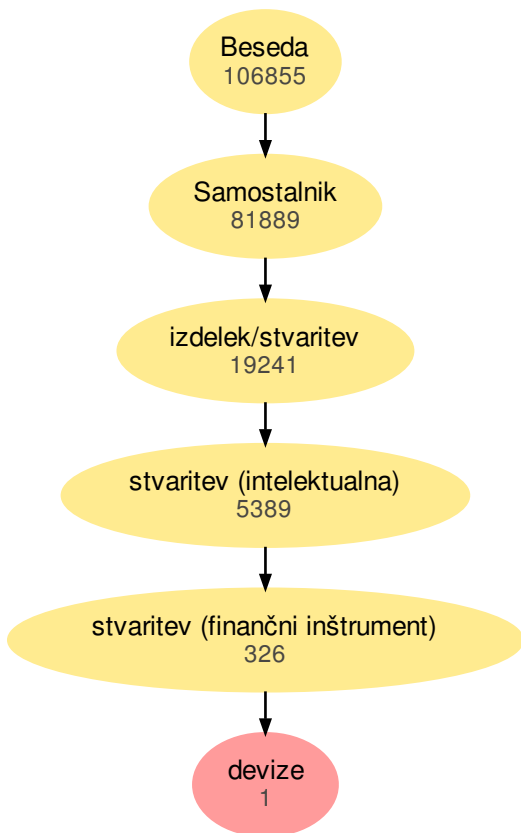 Beseda
106855
Samostalnik
81889
izdelek/stvaritev
19241
stvaritev (intelektualna)
5389
stvaritev (finančni inštrument)
326
devize
1